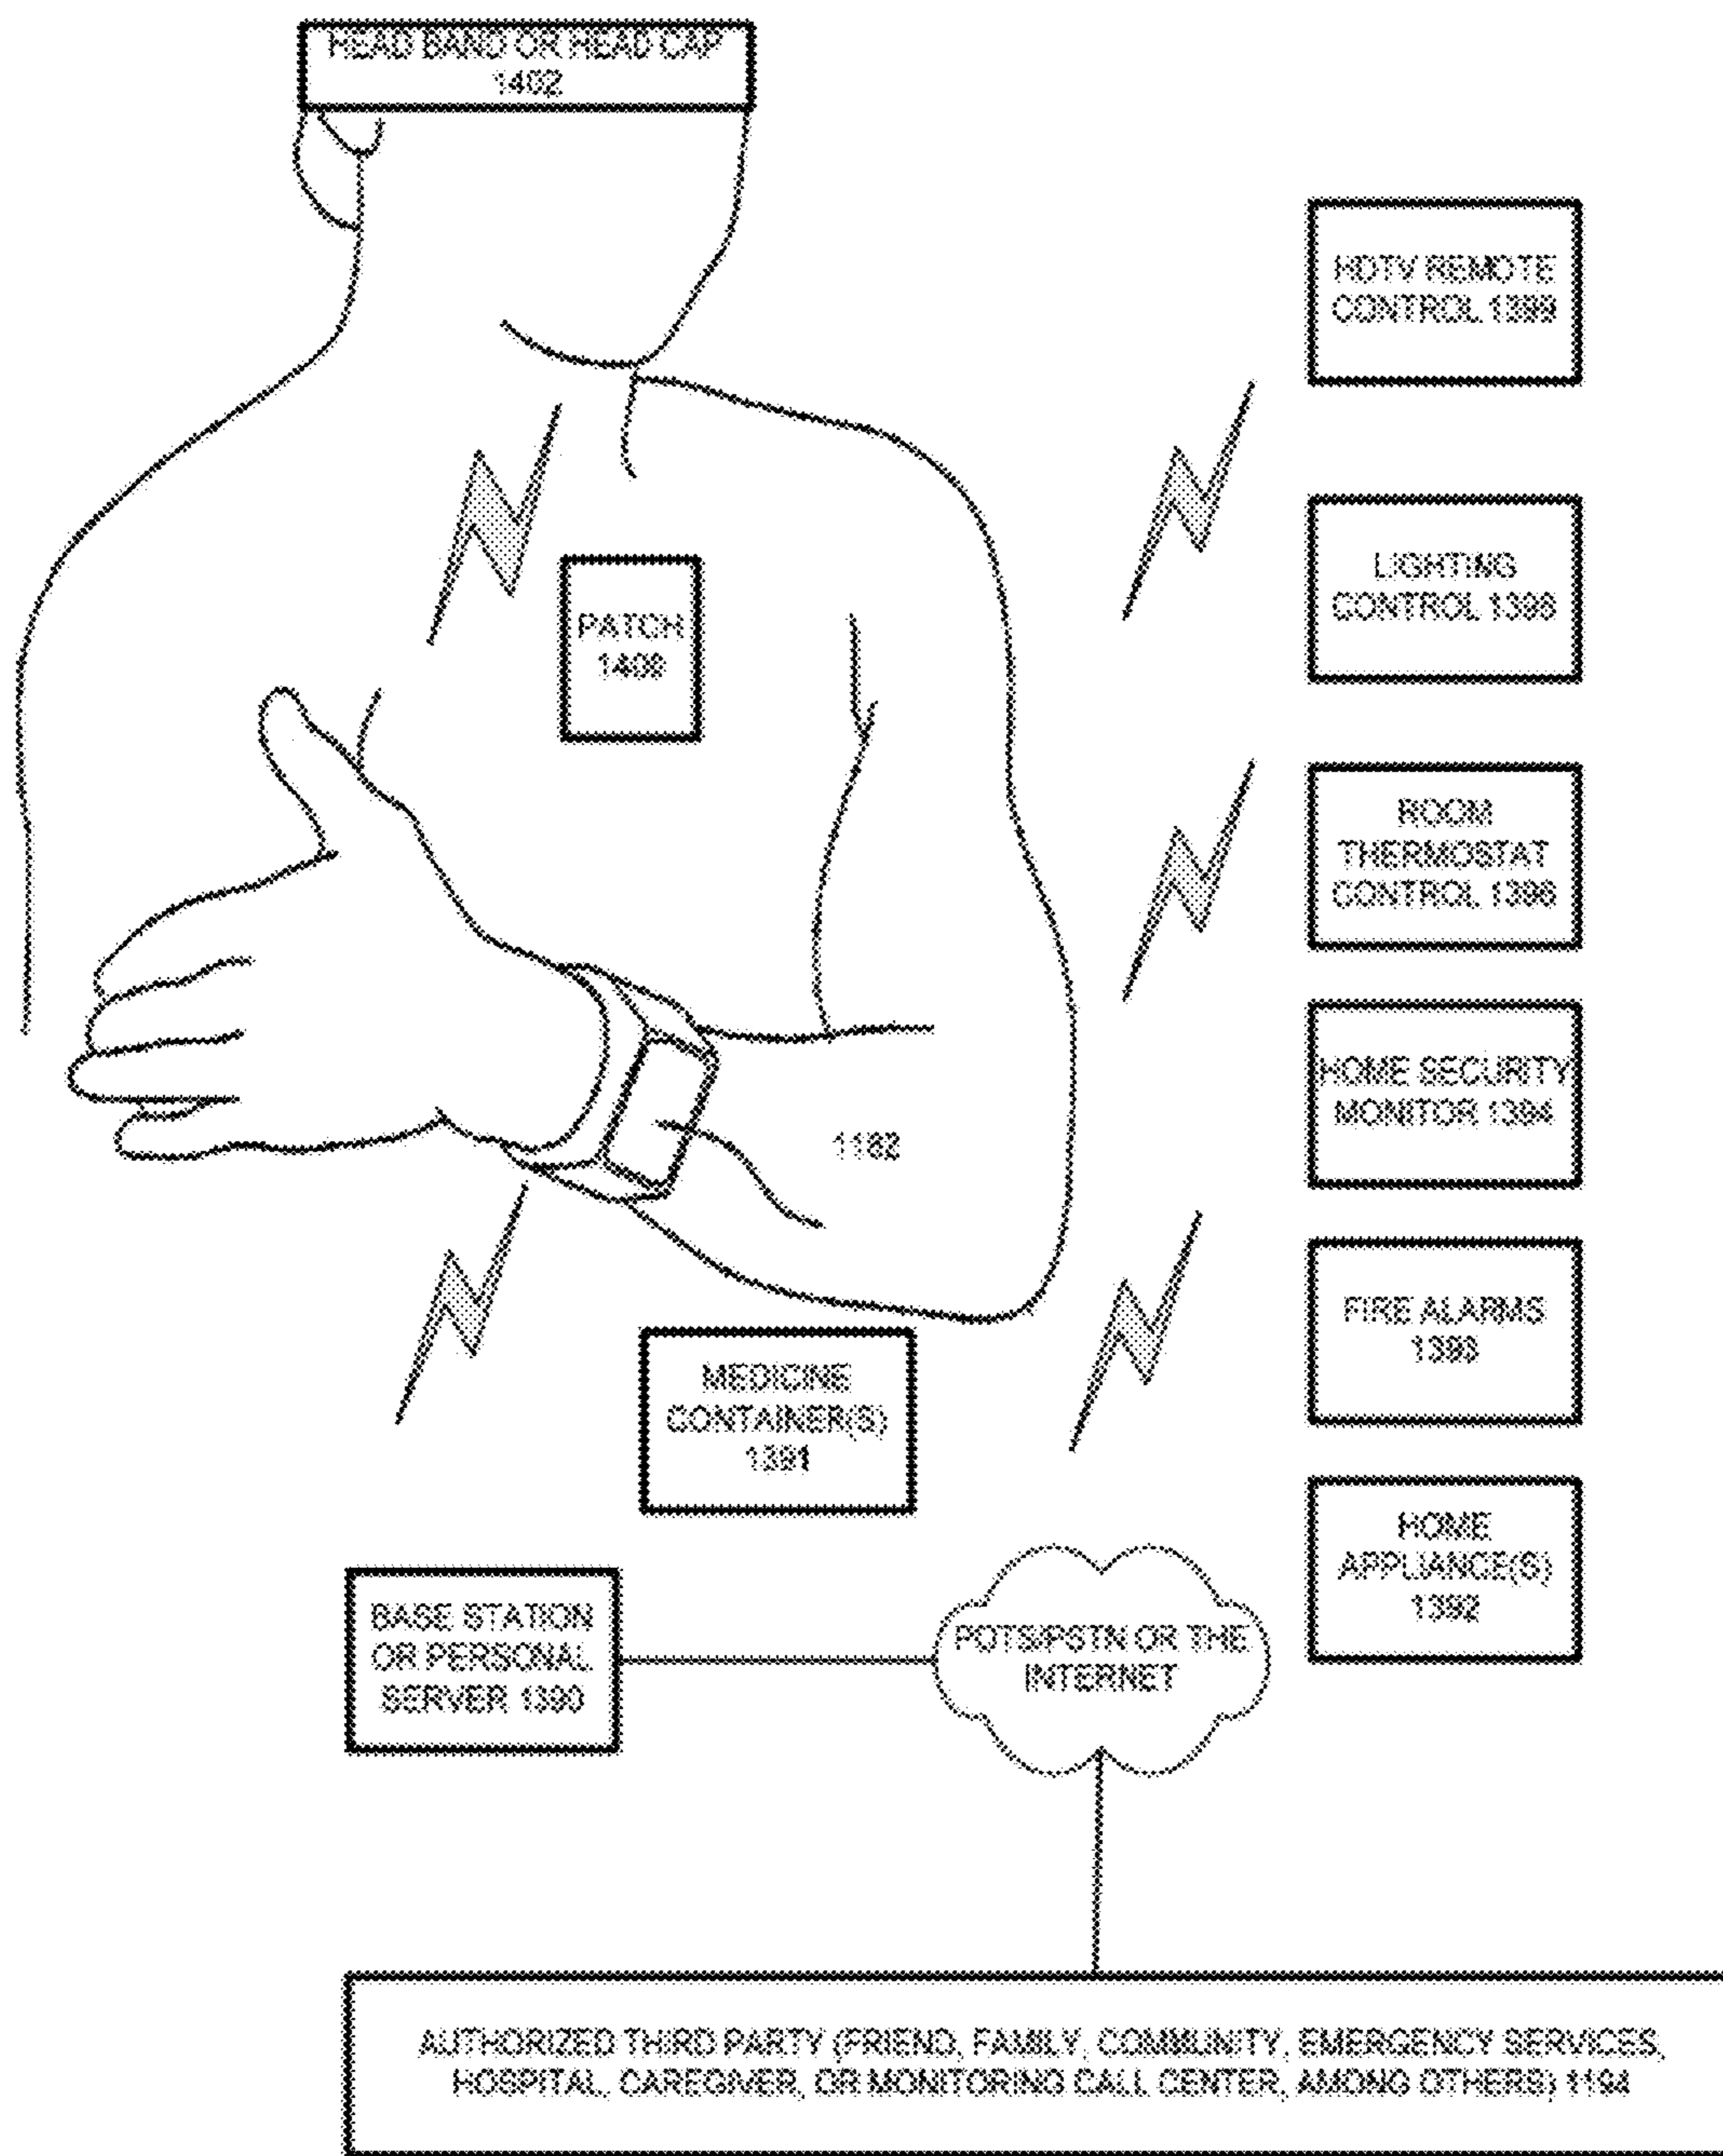 HEAD BAND OR HEAD CAP
1402
HDTV REMOTE
CONTROL 1399
LIGHTING
CONTROL 1398
PATCH
1400
ROOM
THERMOSTAT
CONTROL 1396
HOME SECURITY
MONITOR 1394
1182
FIRE ALARMS
1393
MEDICINE
CONTAINER(S)
1391
HOME
APPLIANCE(S)
1392
BASE STATION
OR PERSONAL
SERVER 1390
POTS/PSTN OR THE
INTERNET
AUTHORIZED THIRD PARTY (FRIEND, FAMILY, COMMUNITY, EMERGENCY SERVICES,
HOSPITAL, CAREGIVER, OR MONITORING CALL CENTER, AMONG OTHERS) 1194